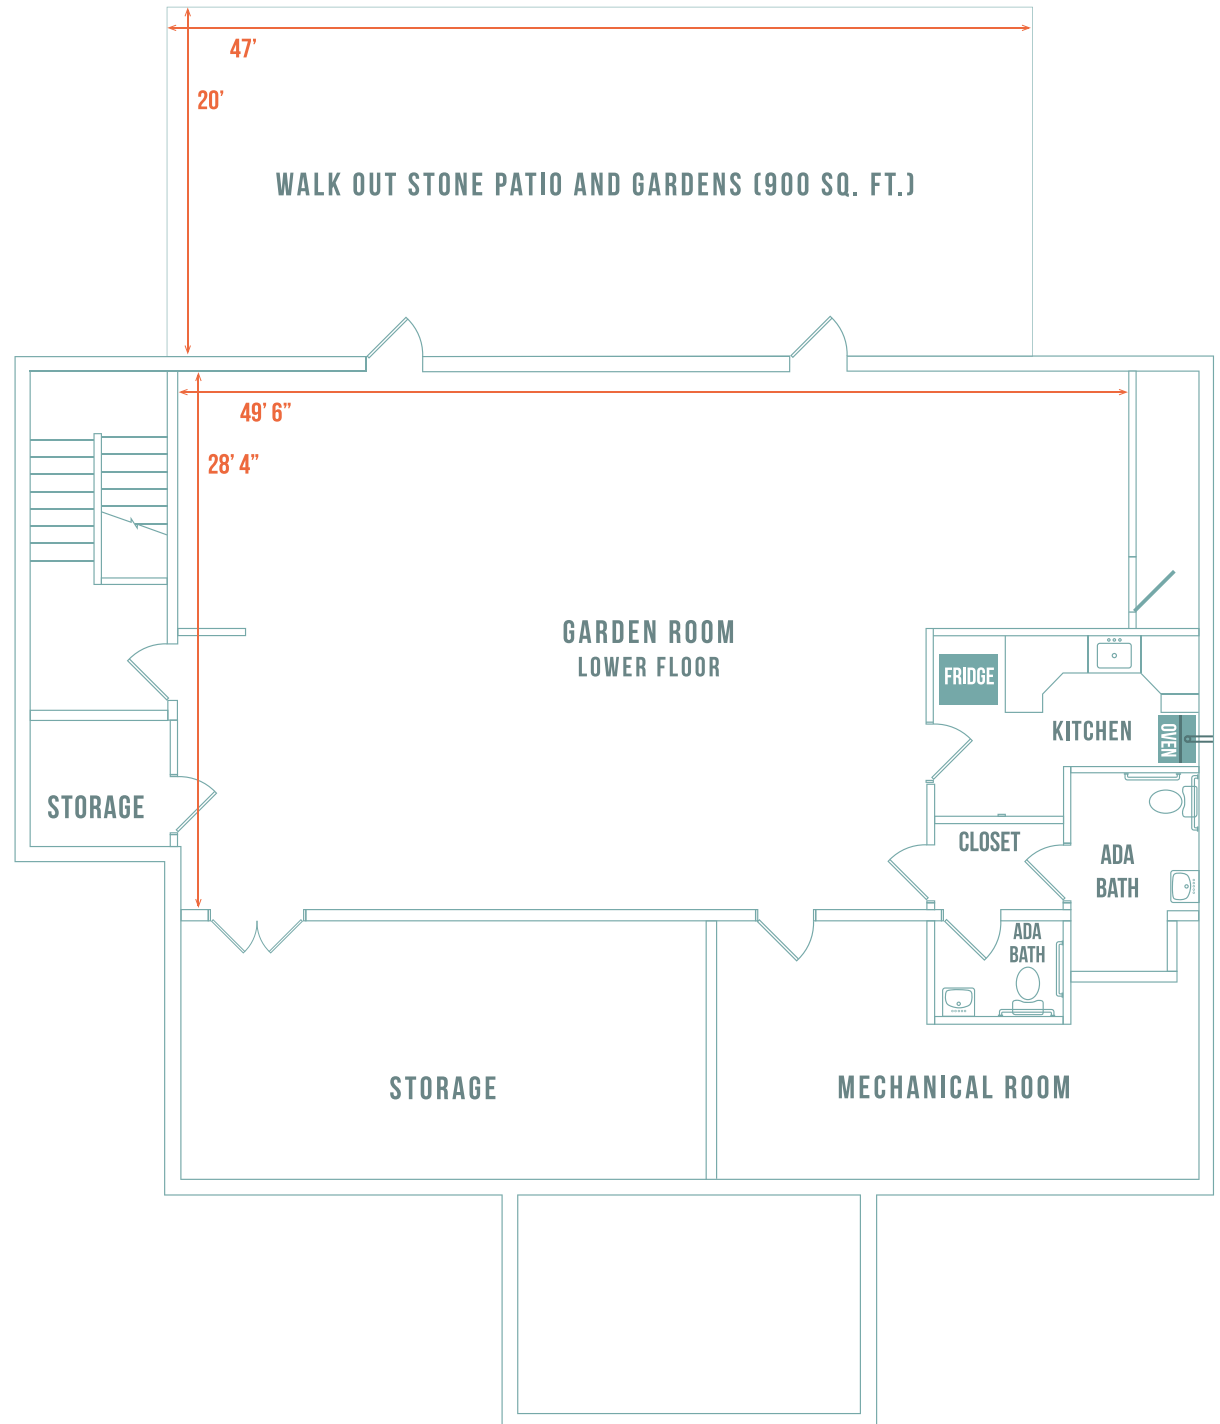 47’
20’
WALK OUT STONE PATIO AND GARDENS (900 SQ. FT.)
49’ 6”
28’ 4”
GARDEN ROOM
LOWER FLOOR
FRIDGE
KITCHEN
OVEN
STORAGE
CLOSET
ADA
BATH
ADA
BATH
STORAGE
MECHANICAL ROOM